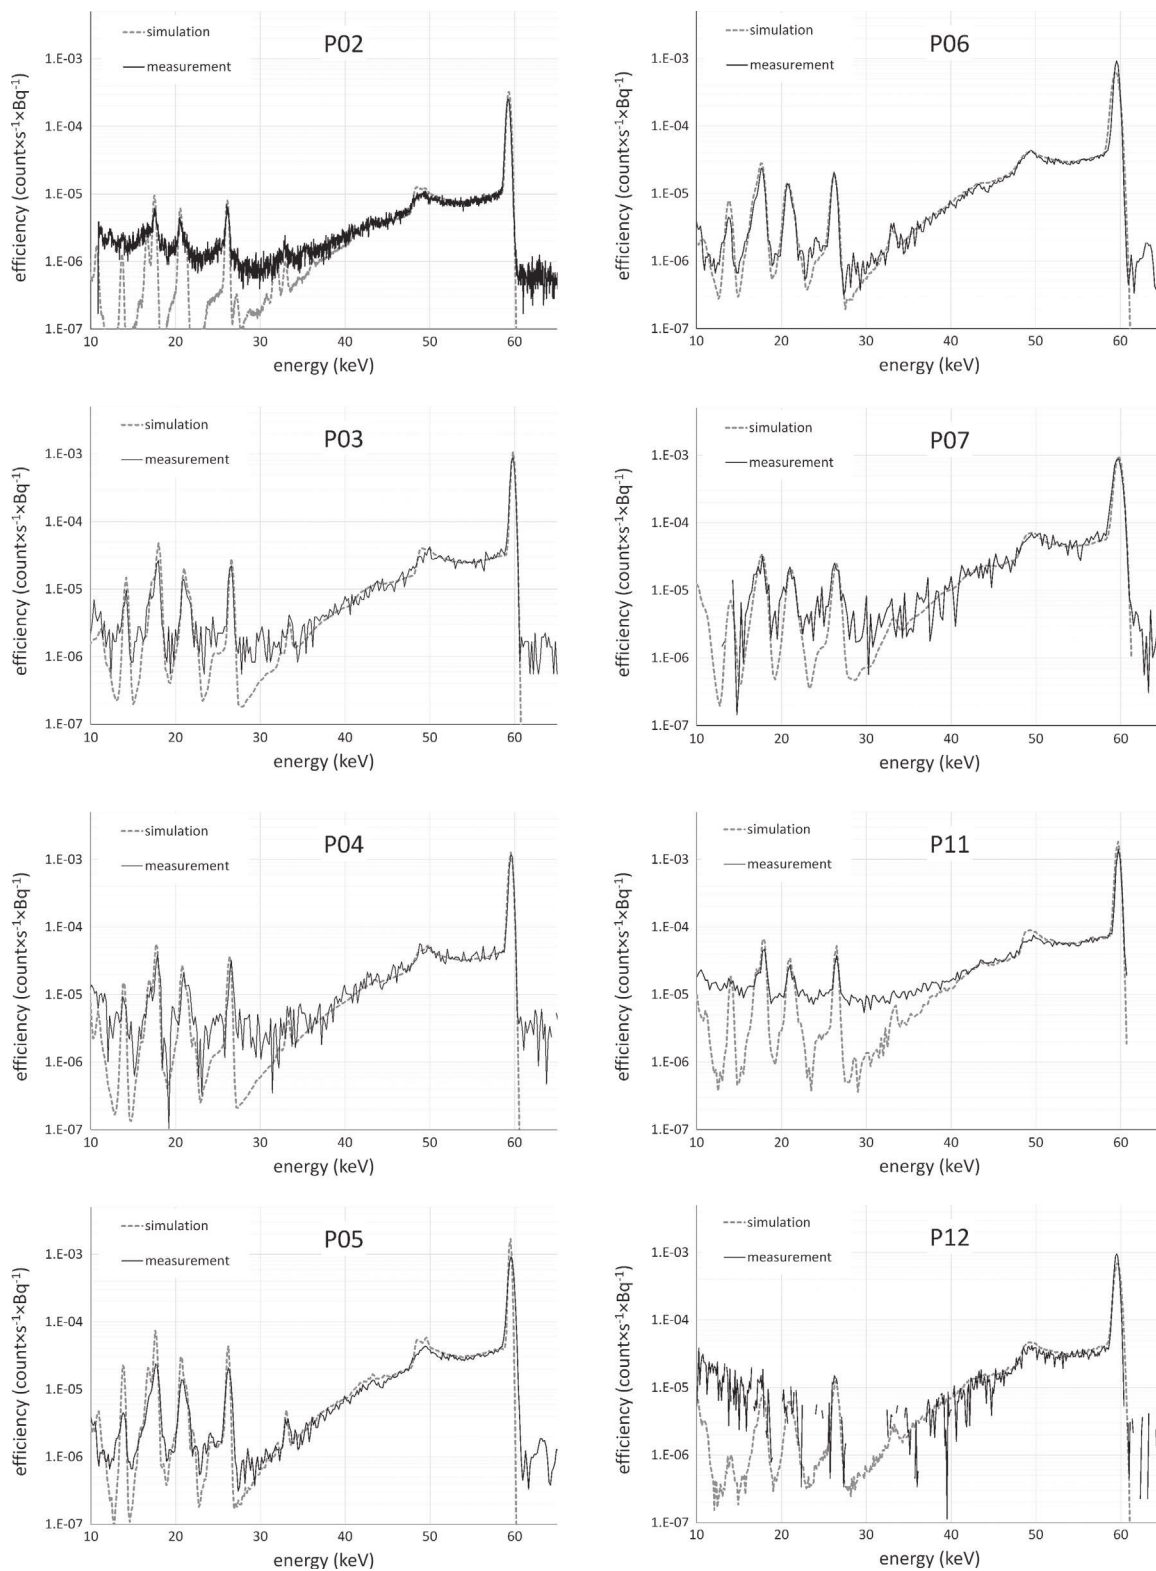 P02
simulation
measurement
efficiency (count×s⁻¹×Bq⁻¹)
1.E-03
1.E-04
1.E-05
1.E-06
1.E-07
10 20 30 40 50 60
energy (keV)
P06
simulation
measurement
efficiency (count×s⁻¹×Bq⁻¹)
1.E-03
1.E-04
1.E-05
1.E-06
1.E-07
10 20 30 40 50 60
energy (keV)
P03
simulation
measurement
efficiency (count×s⁻¹×Bq⁻¹)
1.E-03
1.E-04
1.E-05
1.E-06
1.E-07
10 20 30 40 50 60
energy (keV)
P07
simulation
measurement
efficiency (count×s⁻¹×Bq⁻¹)
1.E-03
1.E-04
1.E-05
1.E-06
1.E-07
10 20 30 40 50 60
energy (keV)
P04
simulation
measurement
efficiency (count×s⁻¹×Bq⁻¹)
1.E-03
1.E-04
1.E-05
1.E-06
1.E-07
10 20 30 40 50 60
energy (keV)
P11
simulation
measurement
efficiency (count×s⁻¹×Bq⁻¹)
1.E-03
1.E-04
1.E-05
1.E-06
1.E-07
10 20 30 40 50 60
energy (keV)
P05
simulation
measurement
efficiency (count×s⁻¹×Bq⁻¹)
1.E-03
1.E-04
1.E-05
1.E-06
1.E-07
10 20 30 40 50 60
energy (keV)
P12
simulation
measurement
efficiency (count×s⁻¹×Bq⁻¹)
1.E-03
1.E-04
1.E-05
1.E-06
1.E-07
10 20 30 40 50 60
energy (keV)